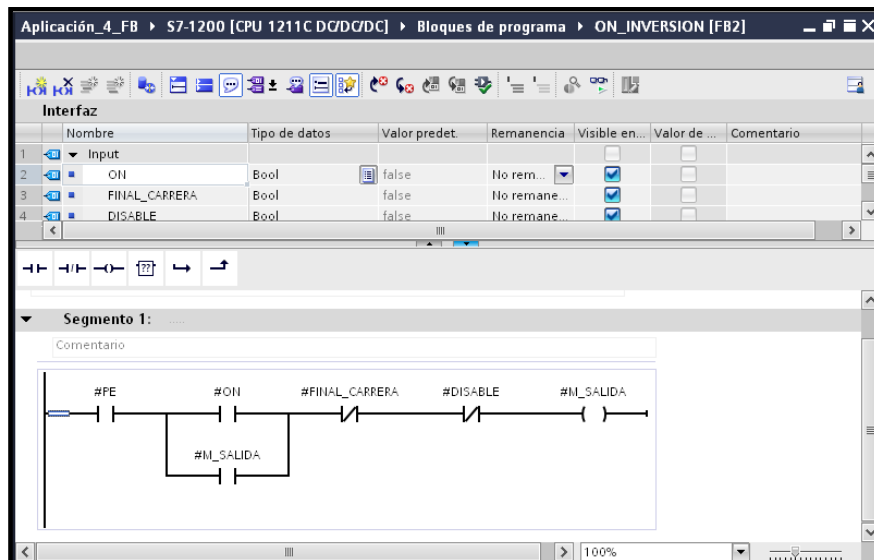 Aplicación_4_FB ▸ S7-1200 [CPU 1211C DC/DC/DC] ▸ Bloques de programa ▸ ON_INVERSION [FB2]
Interfaz
Nombre Tipo de datos Valor predet. Remanencia Visible en... Valor de ... Comentario
1 Input
2 ON Bool false No rem...
3 FINAL_CARRERA Bool false No remane...
4 DISABLE Bool false No remane...
??
Segmento 1: .....
Comentario
#PE #ON #FINAL_CARRERA #DISABLE #M_SALIDA
#M_SALIDA
100%